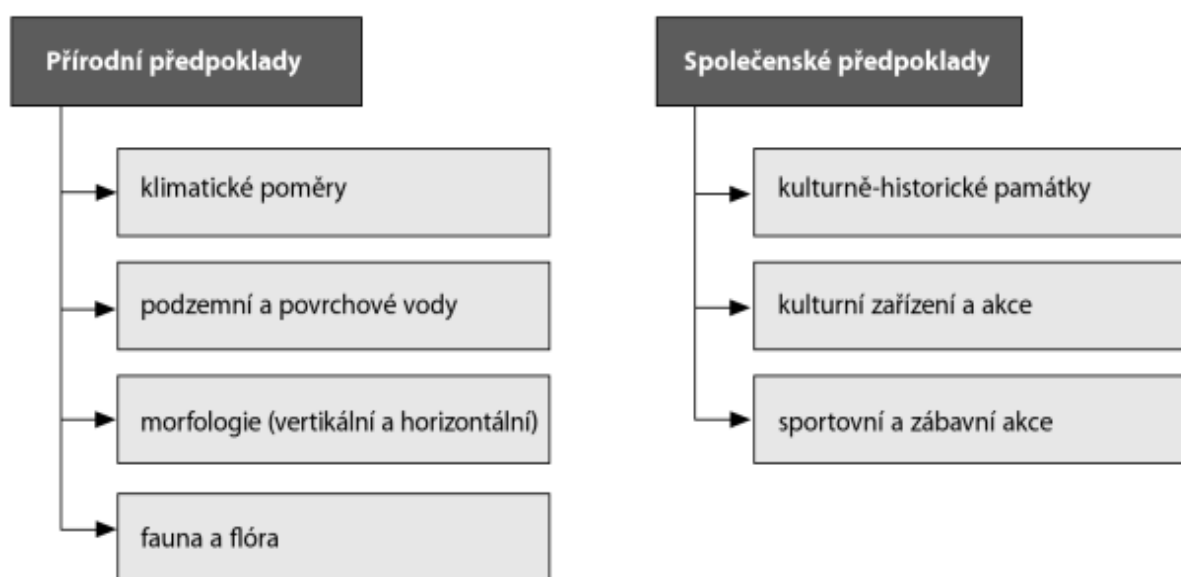 Přírodní předpoklady
klimatické poměry
podzemní a povrchové vody
morfologie (vertikální a horizontální)
fauna a flóra
Společenské předpoklady
kulturně-historické památky
kulturní zařízení a akce
sportovní a zábavní akce